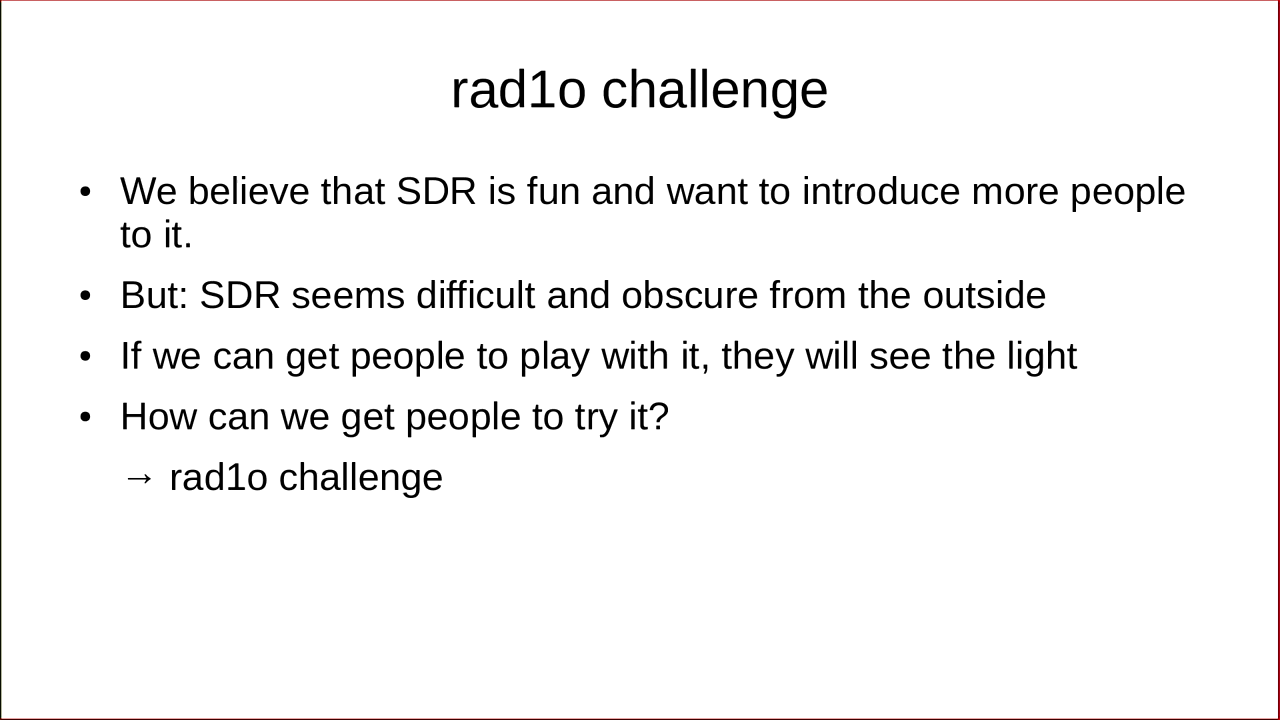 rad1o challenge
• We believe that SDR is fun and want to introduce more people
to it.
• But: SDR seems difficult and obscure from the outside
• If we can get people to play with it, they will see the light
• How can we get people to try it?
→ rad1o challenge